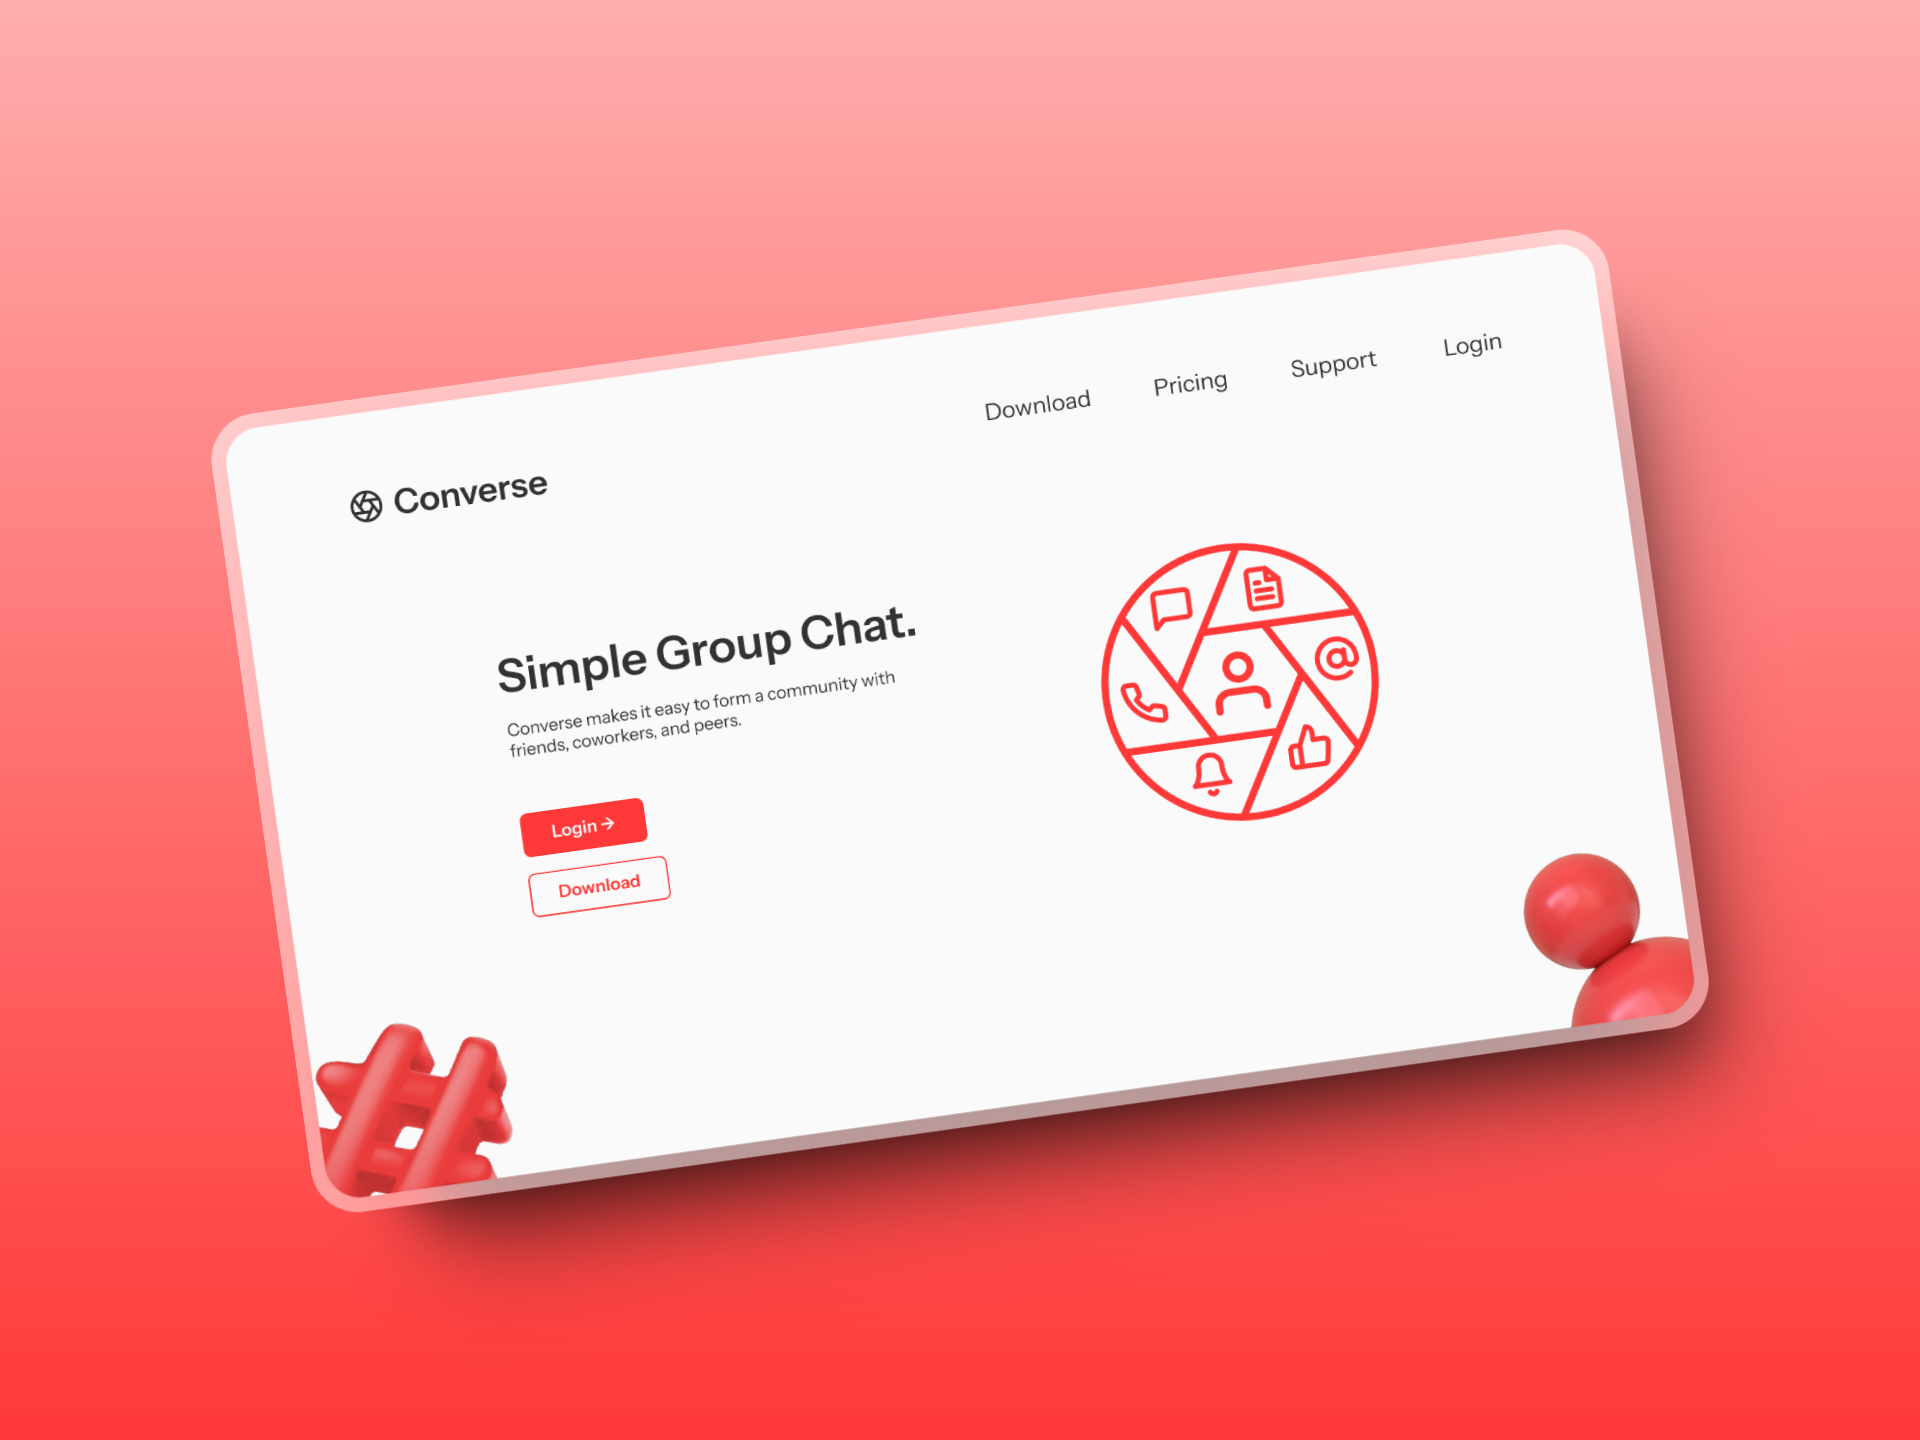 Converse
Download Pricing Support Login
Simple Group Chat.
Converse makes it easy to form a community with
friends, coworkers, and peers.
Login →
Download